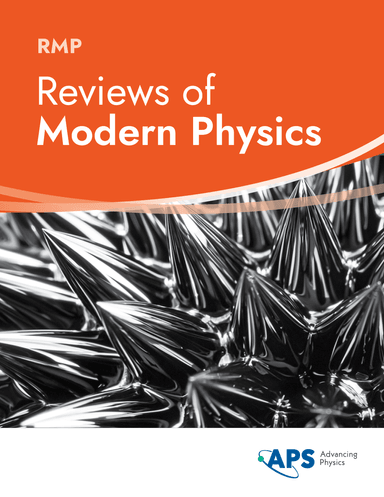 RMP
Reviews of
Modern Physics
APS
Advancing
Physics